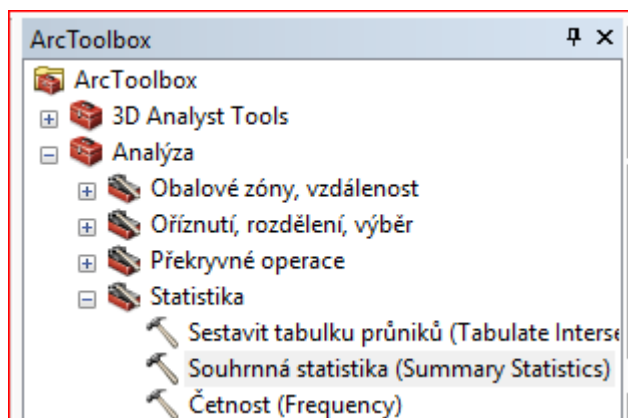 ArcToolbox
ArcToolbox
3D Analyst Tools
Analýza
Obalové zóny, vzdálenost
Oříznutí, rozdělení, výběr
Překryvné operace
Statistika
Sestavit tabulku průniků (Tabulate Interse
Souhrnná statistika (Summary Statistics)
Četnost (Frequency)